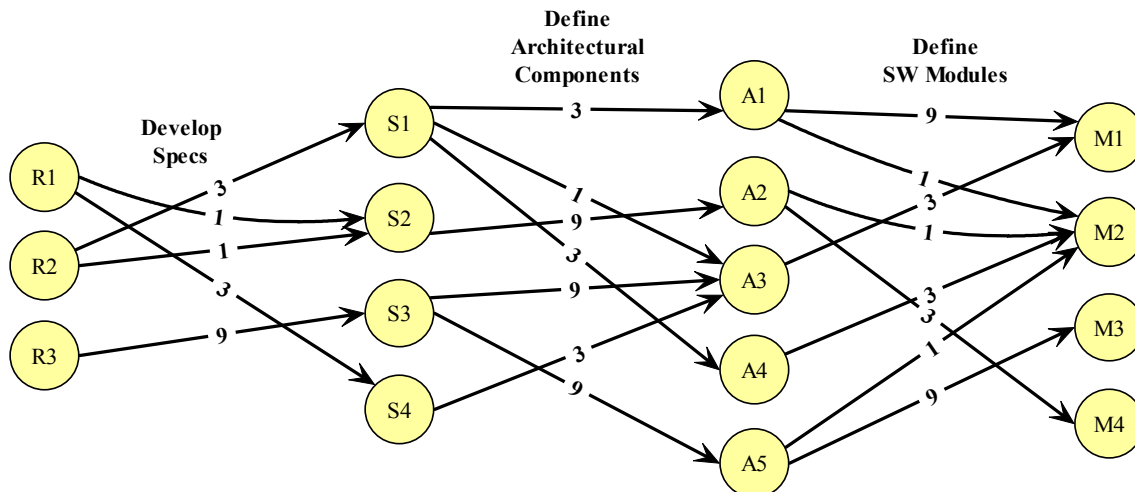 Define
Architectural
Components
Define
SW Modules
Develop
Specs
R1
R2
R3
S1
S2
S3
S4
A1
A2
A3
A4
A5
M1
M2
M3
M4
1
3
3
1
9
3
1
3
9
9
9
3
9
1
1
3
3
3
1
9